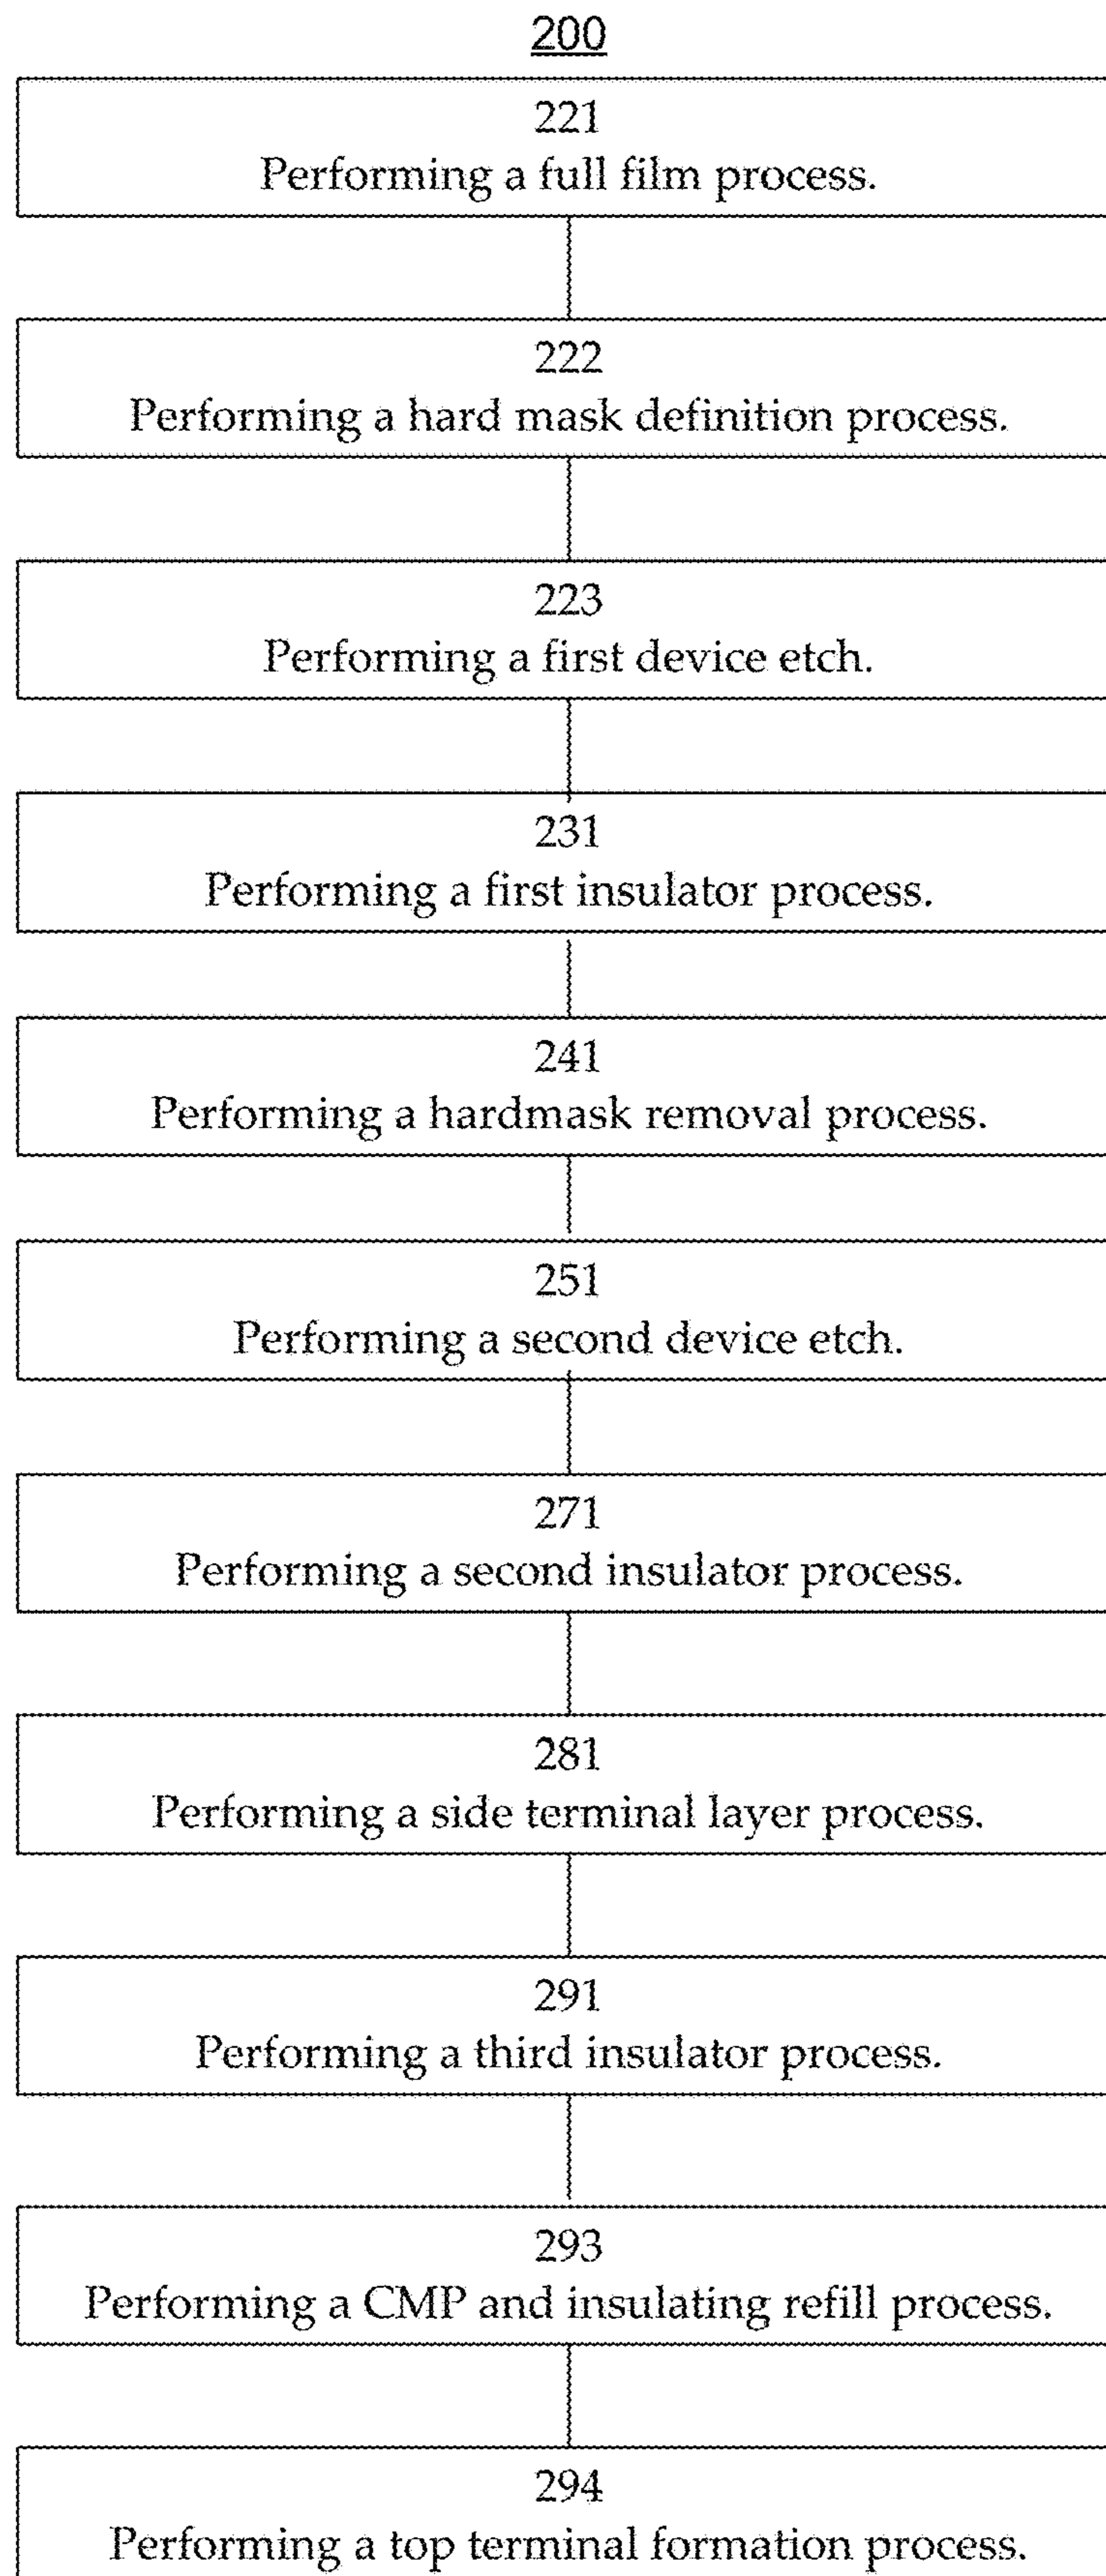 200
221
Performing a full film process.
222
Performing a hard mask definition process.
223
Performing a first device etch.
231
Performing a first insulator process.
241
Performing a hardmask removal process.
251
Performing a second device etch.
271
Performing a second insulator process.
281
Performing a side terminal layer process.
291
Performing a third insulator process.
293
Performing a CMP and insulating refill process.
294
Performing a top terminal formation process.